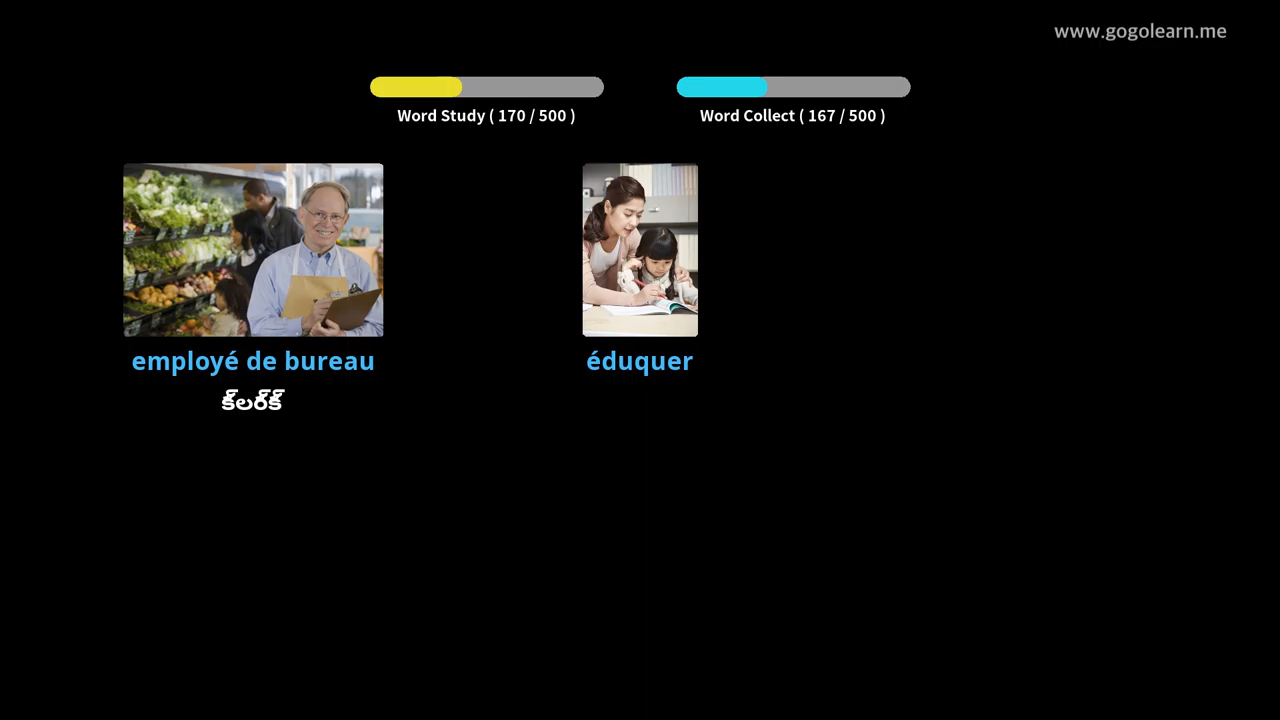 www.gogolearn.me
Word Study ( 170 / 500 )
Word Collect ( 167 / 500 )
employé de bureau
éduquer
క్‌లర్‌క్